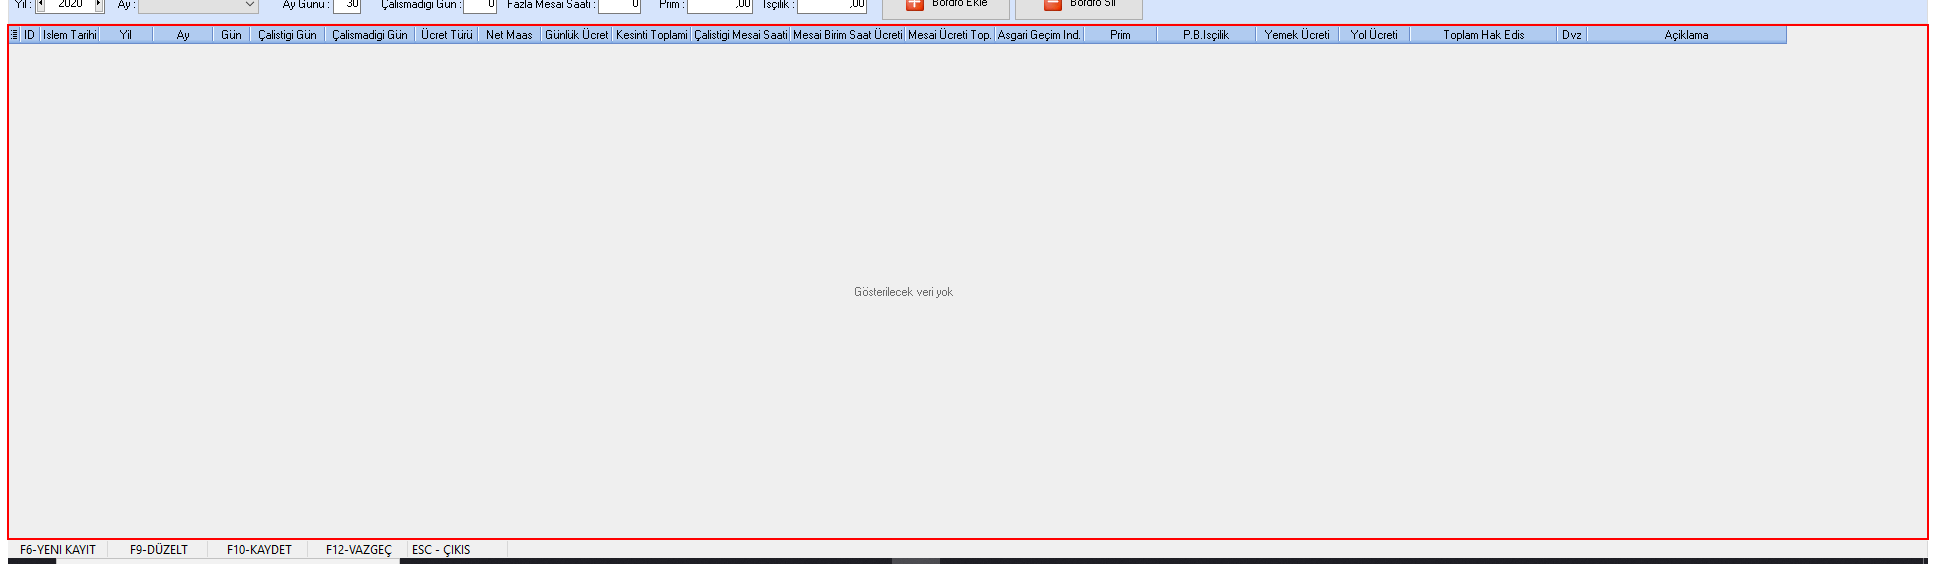 Yil : 2020 Ay : Ay Günü : 30 Çalismadigi Gün : 0 Fazla Mesai Saati : 0 Prim : ,00 Isçilik : ,00 Bordro Ekle Bordro Sil
ID Islem Tarihi Yil Ay Gün Çalistigi Gün Çalismadigi Gün Ücret Türü Net Maas Günlük Ücret Kesinti Toplami Çalistigi Mesai Saati Mesai Birim Saat Ücreti Mesai Ücreti Top. Asgari Geçim Ind. Prim P.B.Isçilik Yemek Ücreti Yol Ücreti Toplam Hak Edis Dvz Açiklama
Gösterilecek veri yok
F6-YENI KAYIT F9-DÜZELT F10-KAYDET F12-VAZGEÇ ESC - ÇIKIS